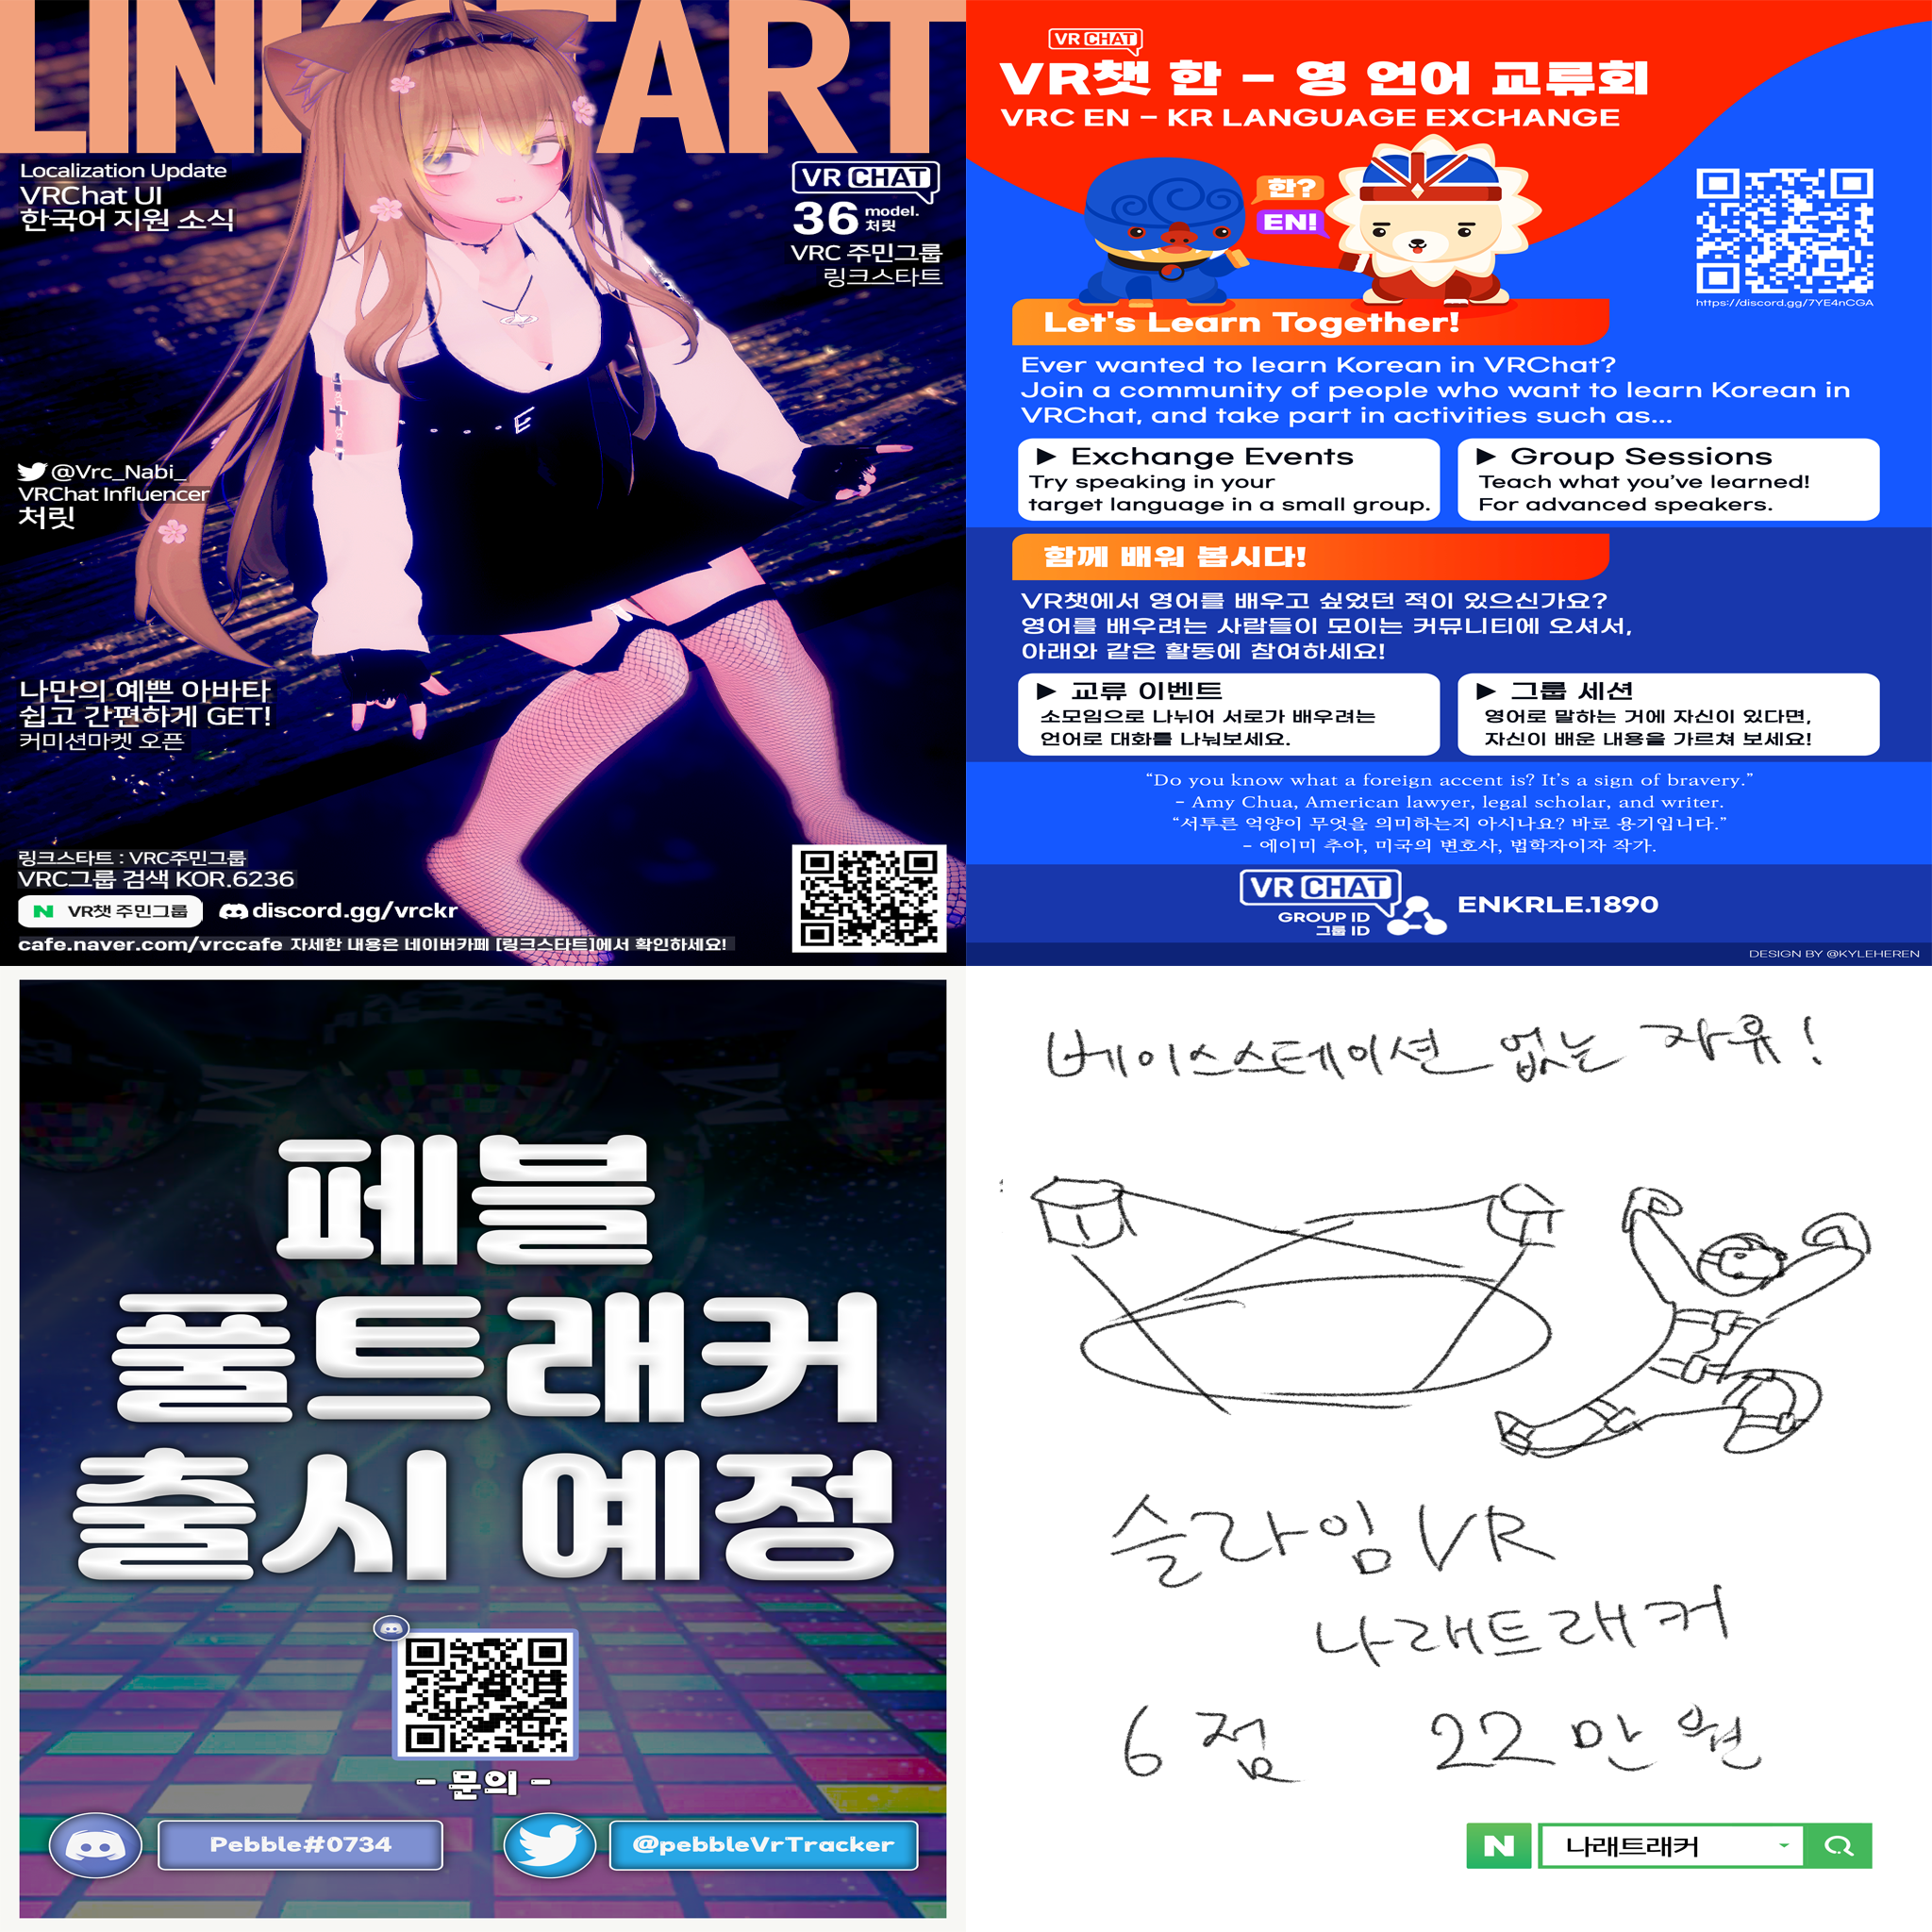 LINKSTART
Localization Update
VRChat UI
한국어 지원 소식
VR CHAT
36 model.
처릿
VRC 주민그룹
링크스타트
@Vrc_Nabi_
VRChat Influencer
처릿
나만의 예쁜 아바타
쉽고 간편하게 GET!
커미션마켓 오픈
링크스타트 : VRC주민그룹
VRC그룹 검색 KOR.6236
N VR챗 주민그룹 discord.gg/vrckr
cafe.naver.com/vrccafe 자세한 내용은 네이버카페 [링크스타트]에서 확인하세요!
VR CHAT
VR챗 한 - 영 언어 교류회
VRC EN - KR LANGUAGE EXCHANGE
한?
EN!
https://discord.gg/7YE4nCGA
Let's Learn Together!
Ever wanted to learn Korean in VRChat?
Join a community of people who want to learn Korean in
VRChat, and take part in activities such as...
▶ Exchange Events
Try speaking in your
target language in a small group.
▶ Group Sessions
Teach what you've learned!
For advanced speakers.
함께 배워 봅시다!
VR챗에서 영어를 배우고 싶었던 적이 있으신가요?
영어를 배우려는 사람들이 모이는 커뮤니티에 오셔서,
아래와 같은 활동에 참여하세요!
▶ 교류 이벤트
소모임으로 나뉘어 서로가 배우려는
언어로 대화를 나눠보세요.
▶ 그룹 세션
영어로 말하는 거에 자신이 있다면,
자신이 배운 내용을 가르쳐 보세요!
“Do you know what a foreign accent is? It’s a sign of bravery.”
- Amy Chua, American lawyer, legal scholar, and writer.
“서투른 억양이 무엇을 의미하는지 아시나요? 바로 용기입니다.”
- 에이미 추아, 미국의 변호사, 법학자이자 작가.
VR CHAT
GROUP ID
그룹 ID
ENKRLE.1890
DESIGN BY @KYLEHEREN
페블
풀트래커
출시 예정
- 문의 -
Pebble#0734
@pebbleVrTracker
베이스스테이션 없는 자유!
슬라임VR
나래트래커
6점 22만원
N 나래트래커